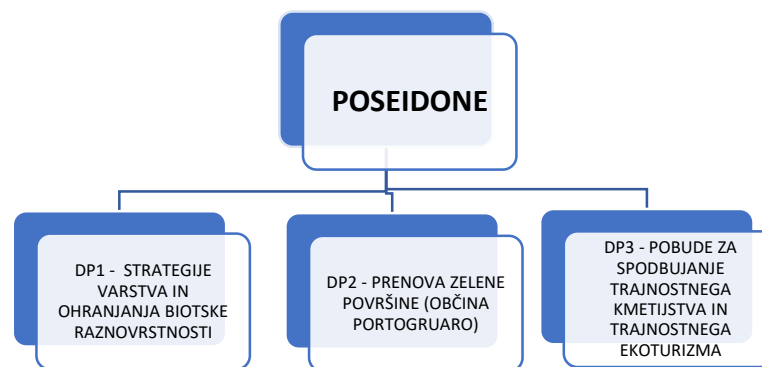 POSEIDONE
DP1 - STRATEGIJE
VARSTVA IN
OHRANJANJA BIOTSKE
RAZNOVRSTNOSTI
DP2 - PRENOVA ZELENE
POVRŠINE (OBČINA
PORTOGRUARO)
DP3 - POBUDE ZA
SPODBUJANJE
TRAJNOSTNEGA
KMETIJSTVA IN
TRAJNOSTNEGA
EKOTURIZMA